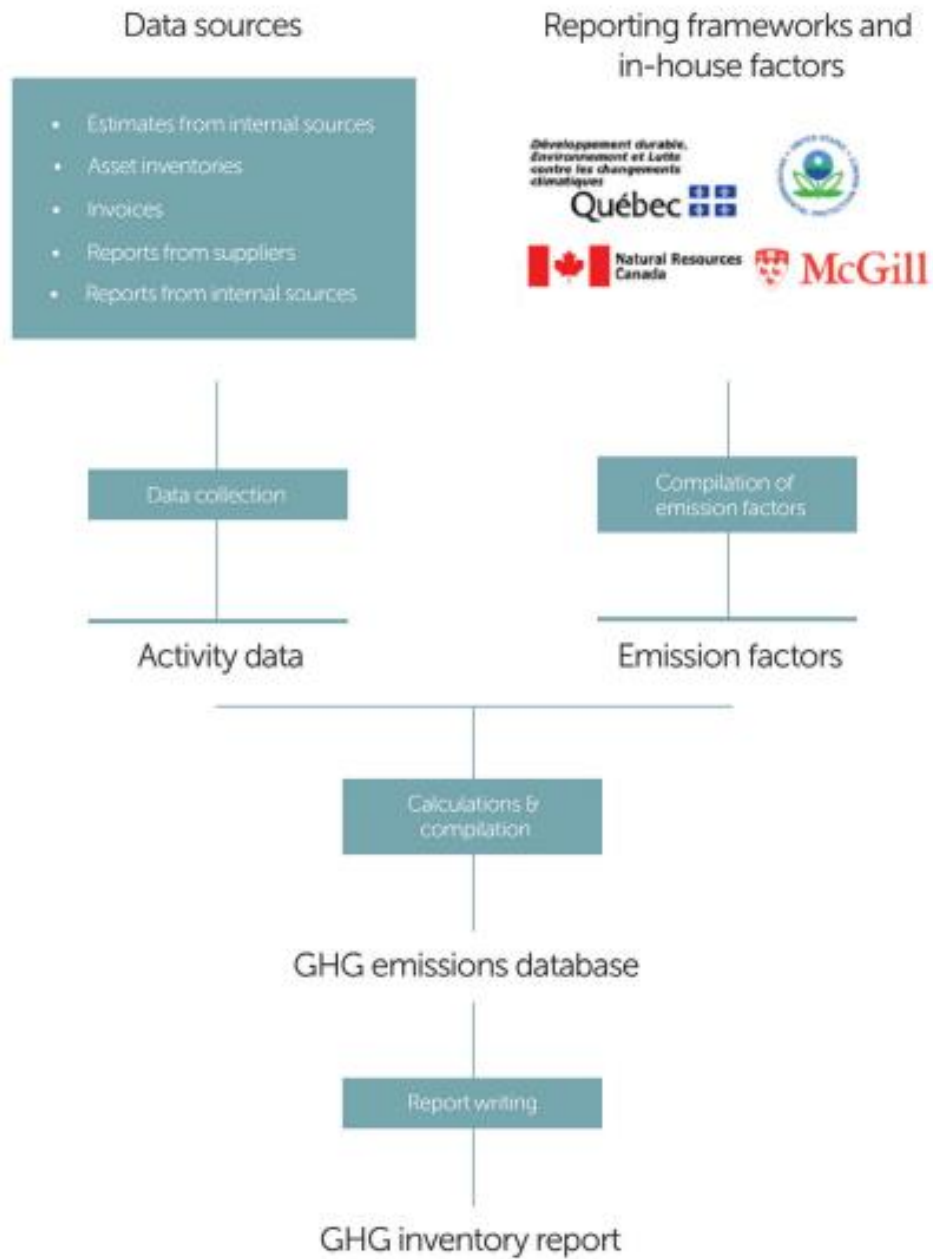 Data sources
Estimates from internal sources
Asset inventories
Invoices
Reports from suppliers
Reports from internal sources
Reporting frameworks and
in-house factors
Développement durable,
Environnement et Lutte
contre les changements
climatiques
Québec
Natural Resources
Canada
McGill
Data collection
Activity data
Compilation of
emission factors
Emission factors
Calculations &
compilation
GHG emissions database
Report writing
GHG inventory report